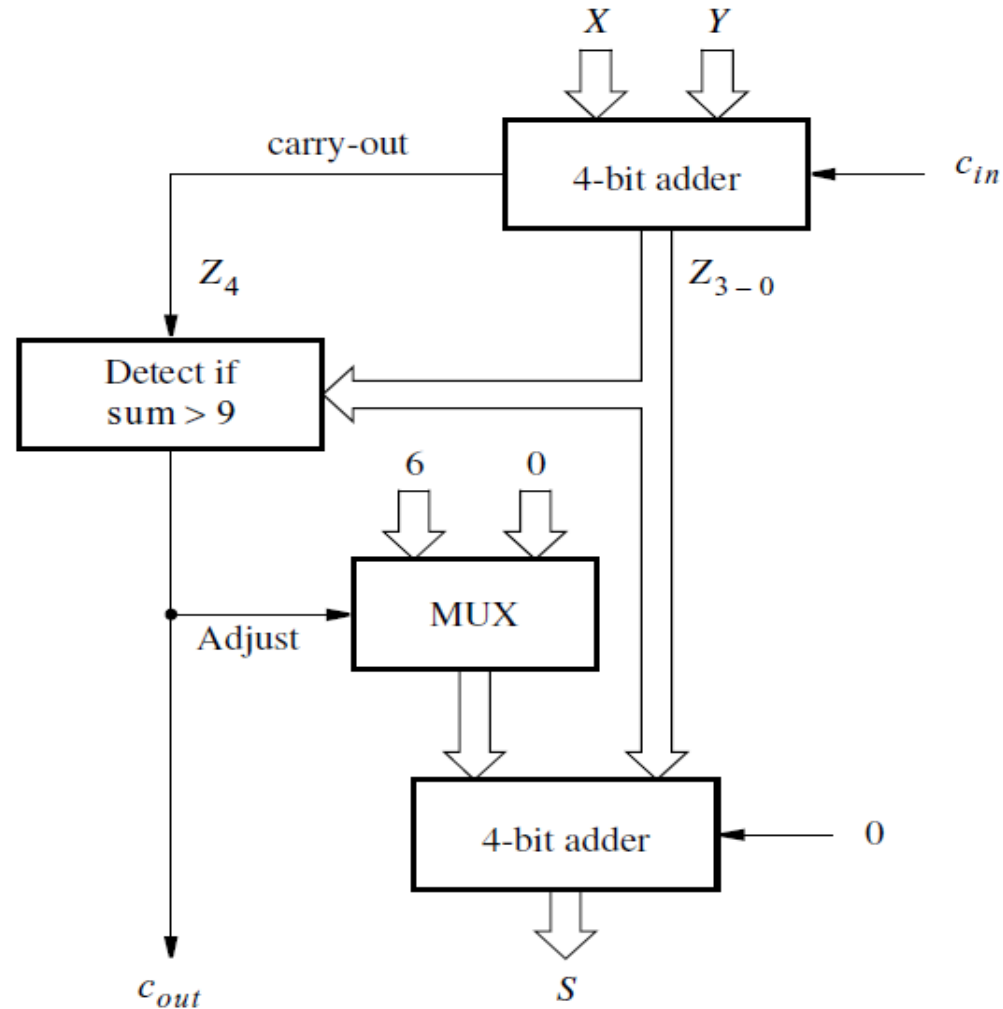 X Y
carry-out
4-bit adder
c_in
Z_4
Z_3–0
Detect if
sum > 9
6 0
MUX
Adjust
4-bit adder
0
c_out
S